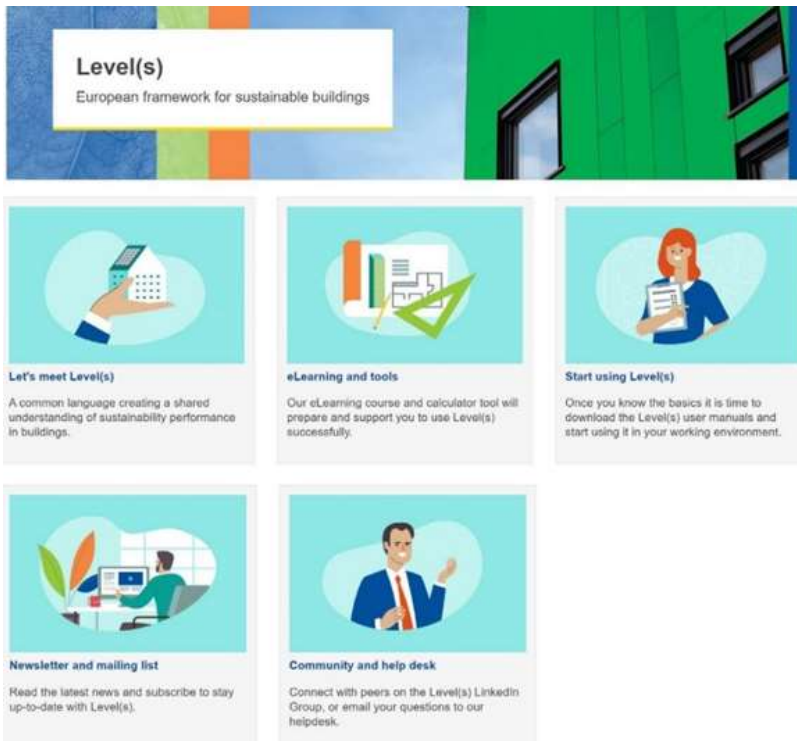 Level(s)
European framework for sustainable buildings
Let's meet Level(s)
A common language creating a shared
understanding of sustainability performance
in buildings.
eLearning and tools
Our eLearning course and calculator tool will
prepare and support you to use Level(s)
successfully.
Start using Level(s)
Once you know the basics it is time to
download the Level(s) user manuals and
start using it in your working environment.
Newsletter and mailing list
Read the latest news and subscribe to stay
up-to-date with Level(s).
Community and help desk
Connect with peers on the Level(s) LinkedIn
Group, or email your questions to our
helpdesk.